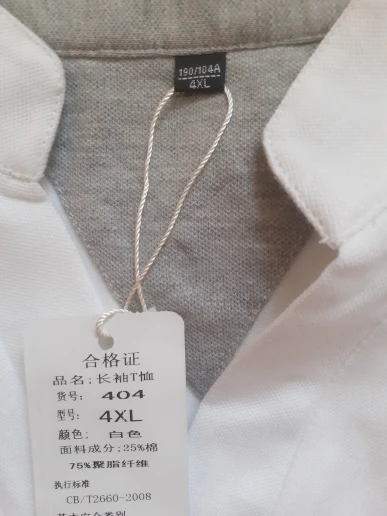 190/104A
4XL
合格证
品名:长袖T恤
货号: 404
型号: 4XL
颜色: 白色
面料成分:25%棉
75%聚脂纤维
执行标准
CB/T2660-2008